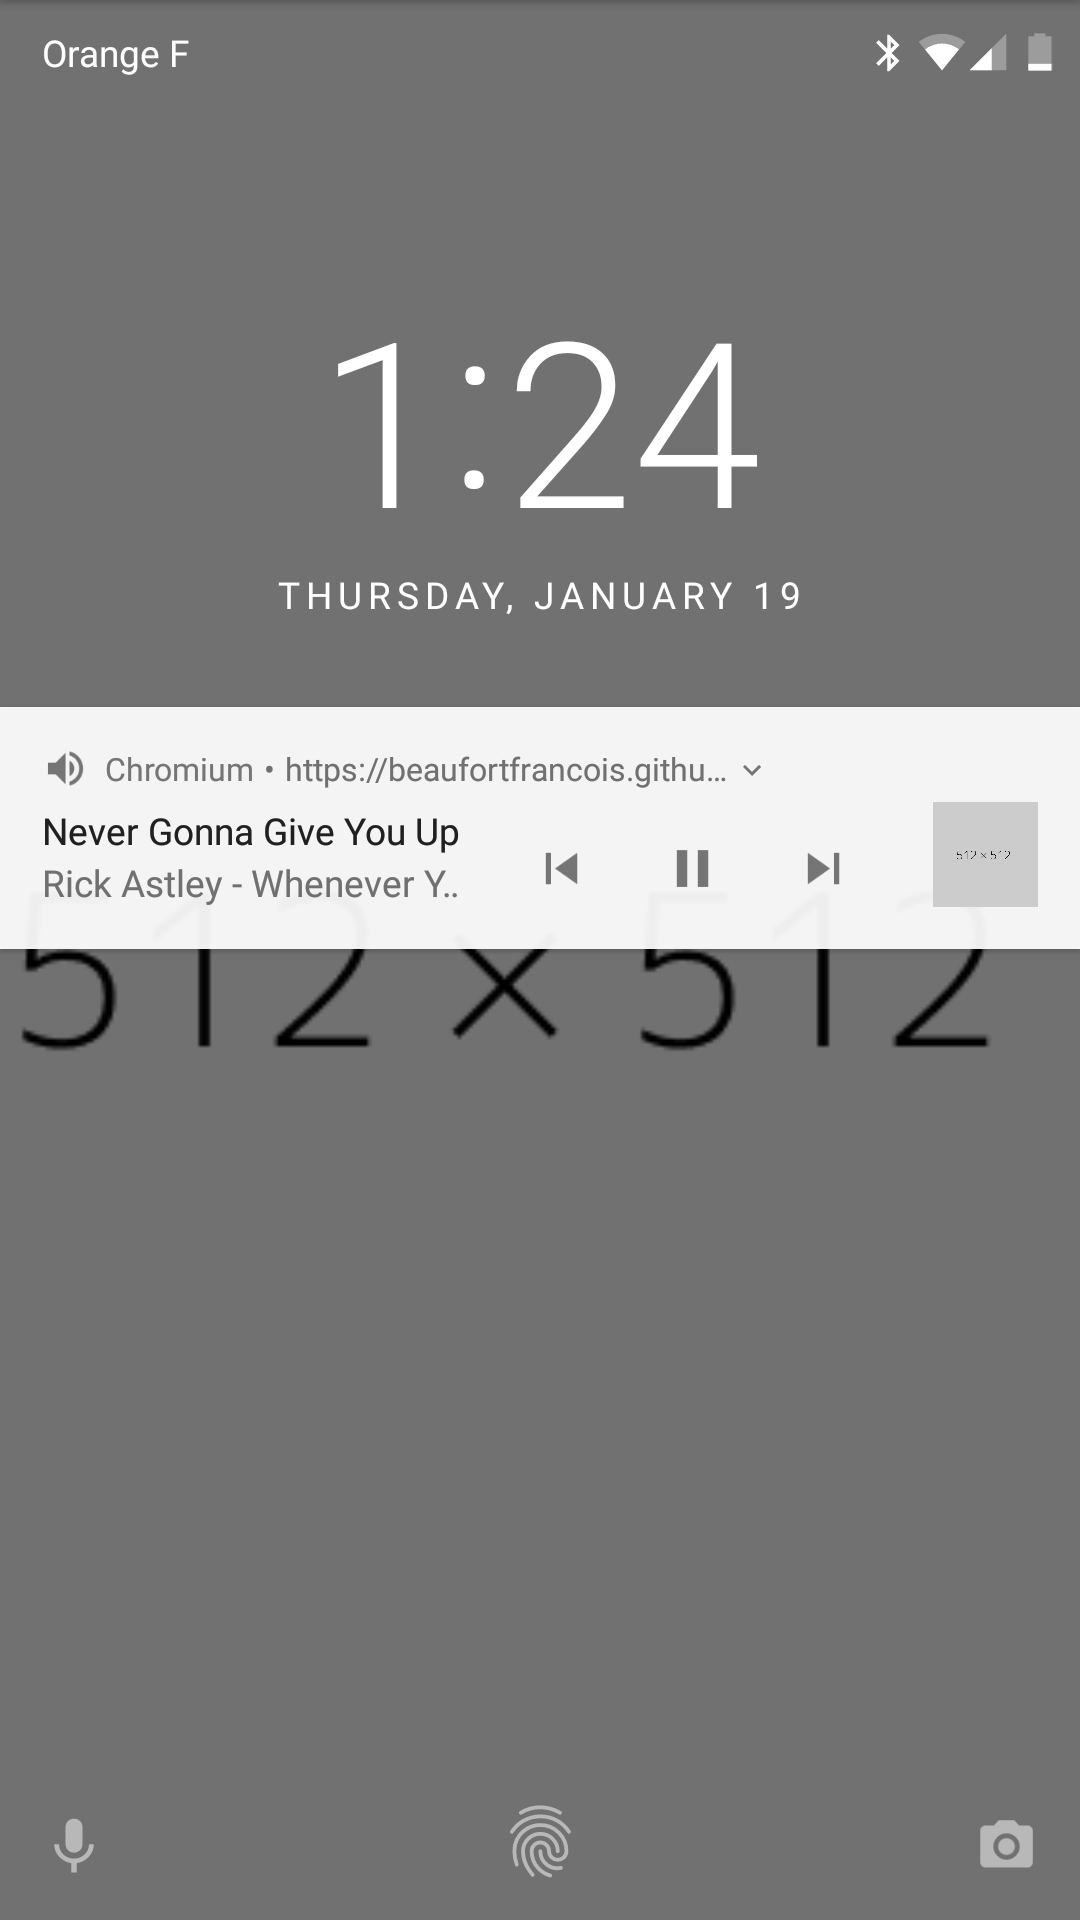 Orange F
1:24
THURSDAY, JANUARY 19
Chromium • https://beaufortfrancois.githu...
Never Gonna Give You Up
Rick Astley - Whenever Y..
512×512
512×512